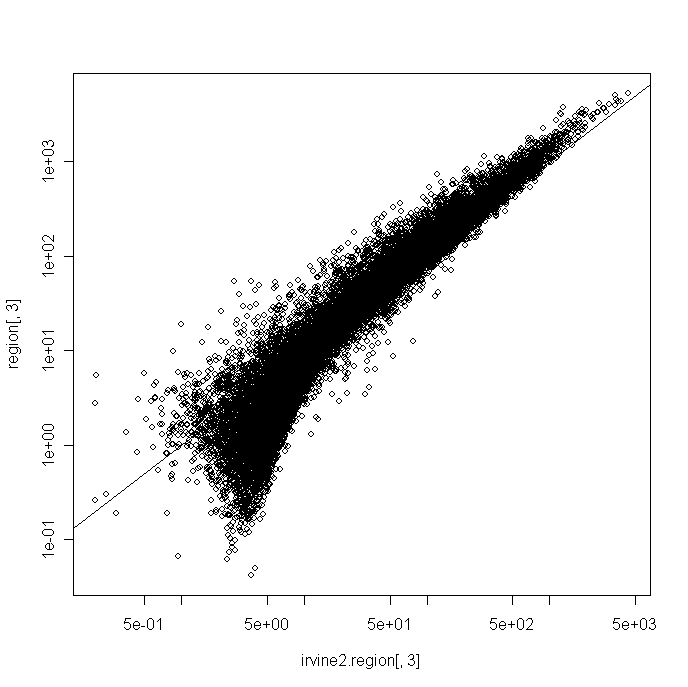 region[, 3]
1e+03
1e+02
1e+01
1e+00
1e-01
5e-01 5e+00 5e+01 5e+02 5e+03
irvine2.region[, 3]